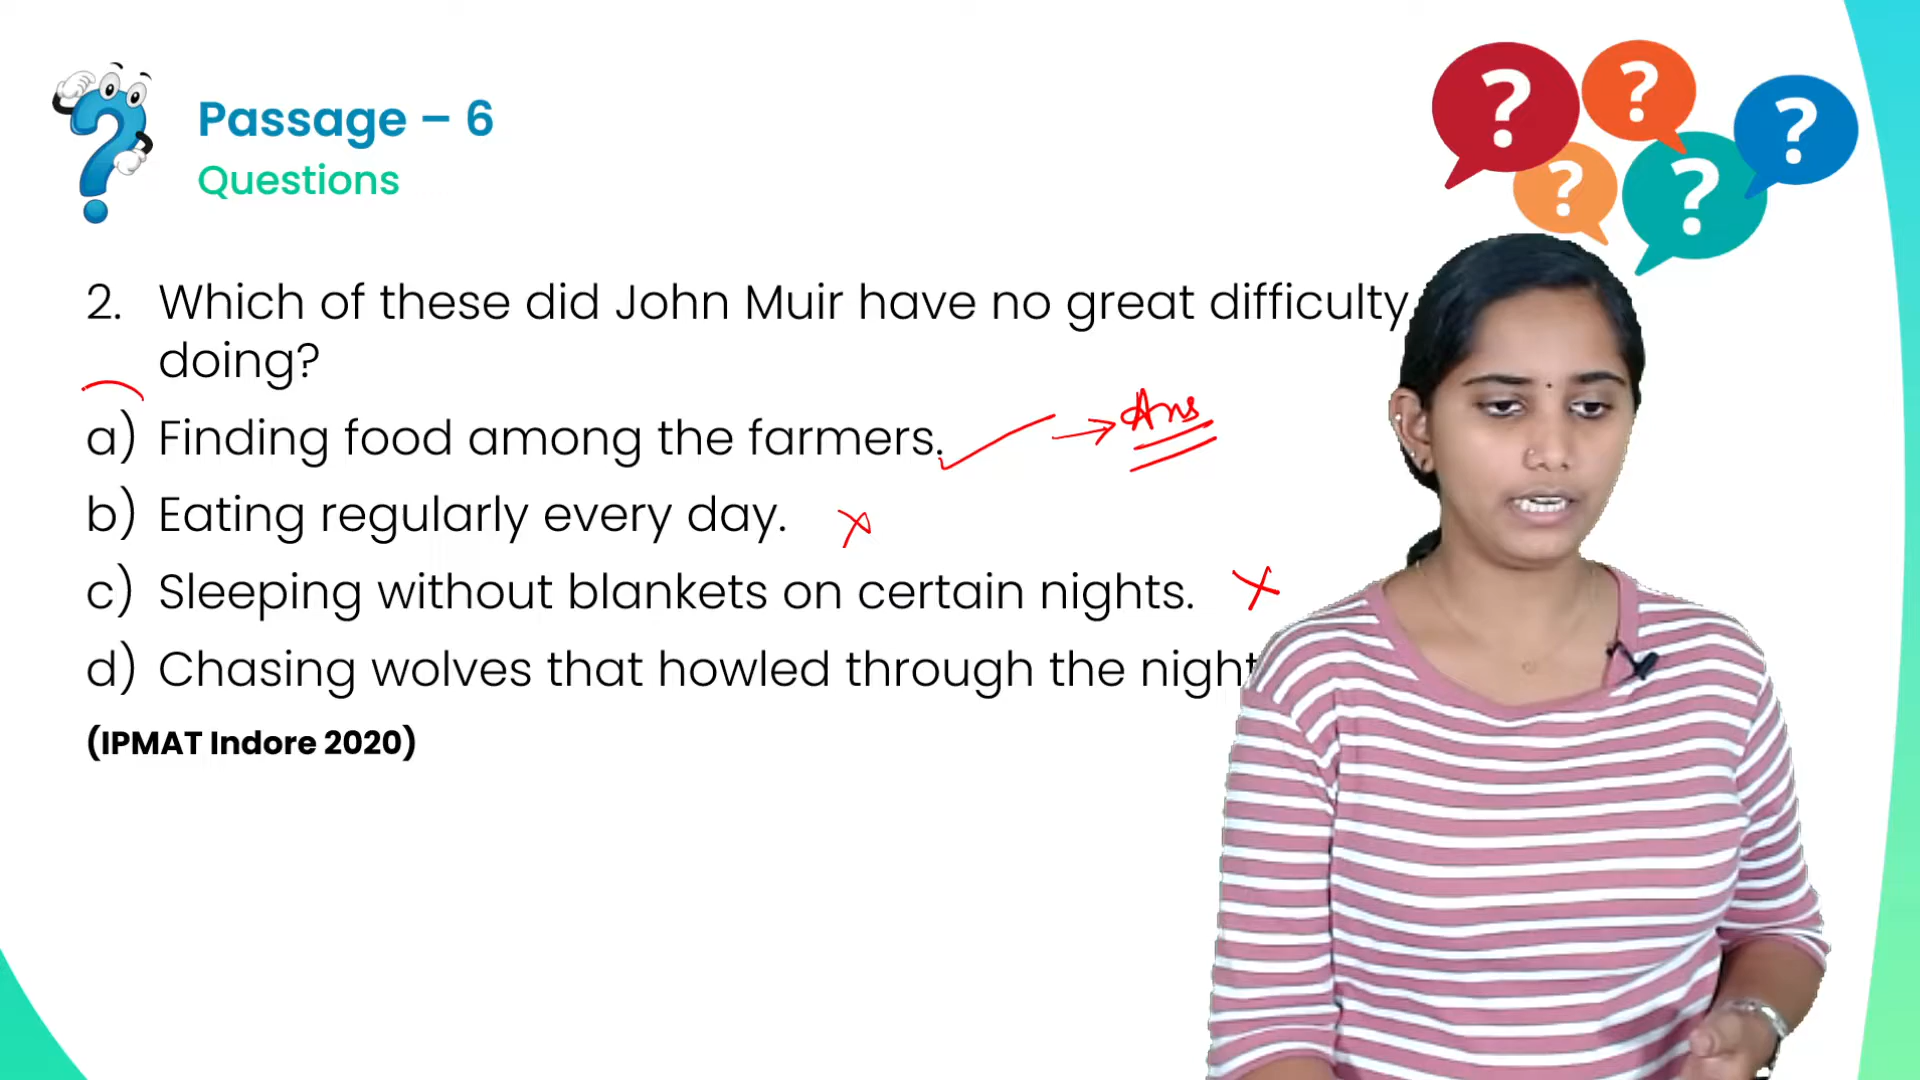 Passage – 6
Questions
2. Which of these did John Muir have no great difficulty
doing?
a) Finding food among the farmers. → Ans
b) Eating regularly every day.
c) Sleeping without blankets on certain nights.
d) Chasing wolves that howled through the night
(IPMAT Indore 2020)